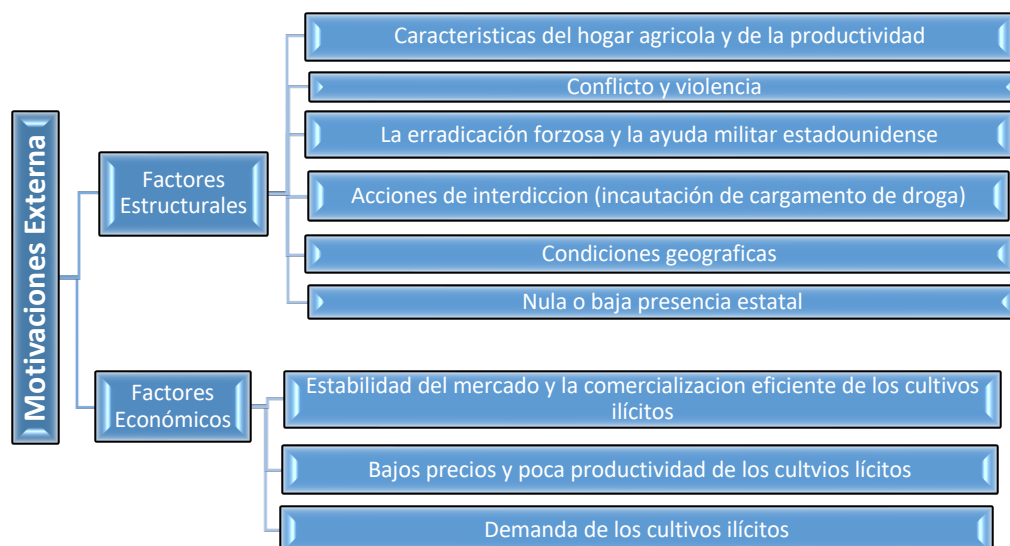 Motivaciones Externa
Factores
Estructurales
Caracteristicas del hogar agricola y de la productividad
Conflicto y violencia
La erradicación forzosa y la ayuda militar estadounidense
Acciones de interdiccion (incautación de cargamento de droga)
Condiciones geograficas
Nula o baja presencia estatal
Factores
Económicos
Estabilidad del mercado y la comercializacion eficiente de los cultivos
ilícitos
Bajos precios y poca productividad de los cultvios lícitos
Demanda de los cultivos ilícitos